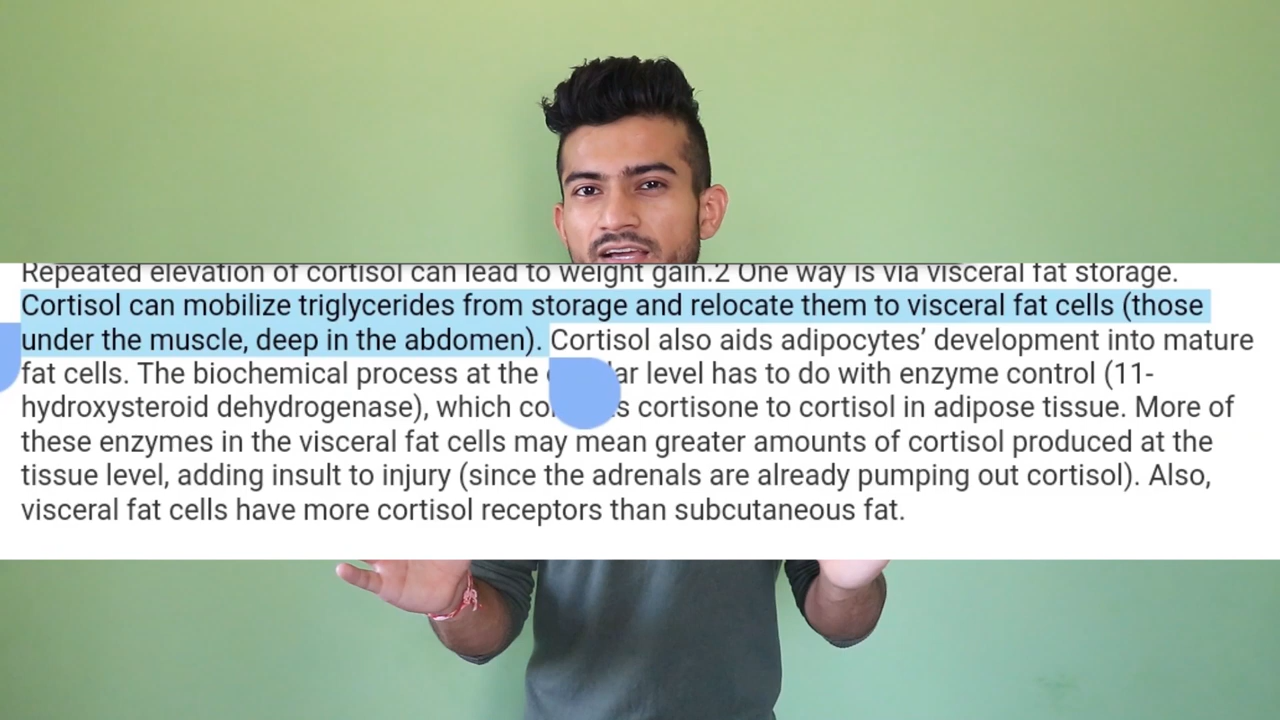 Repeated elevation of cortisol can lead to weight gain.2 One way is via visceral fat storage.
Cortisol can mobilize triglycerides from storage and relocate them to visceral fat cells (those
under the muscle, deep in the abdomen). Cortisol also aids adipocytes’ development into mature
fat cells. The biochemical process at the level has to do with enzyme control (11-
hydroxysteroid dehydrogenase), which cortisone to cortisol in adipose tissue. More of
these enzymes in the visceral fat cells may mean greater amounts of cortisol produced at the
tissue level, adding insult to injury (since the adrenals are already pumping out cortisol). Also,
visceral fat cells have more cortisol receptors than subcutaneous fat.